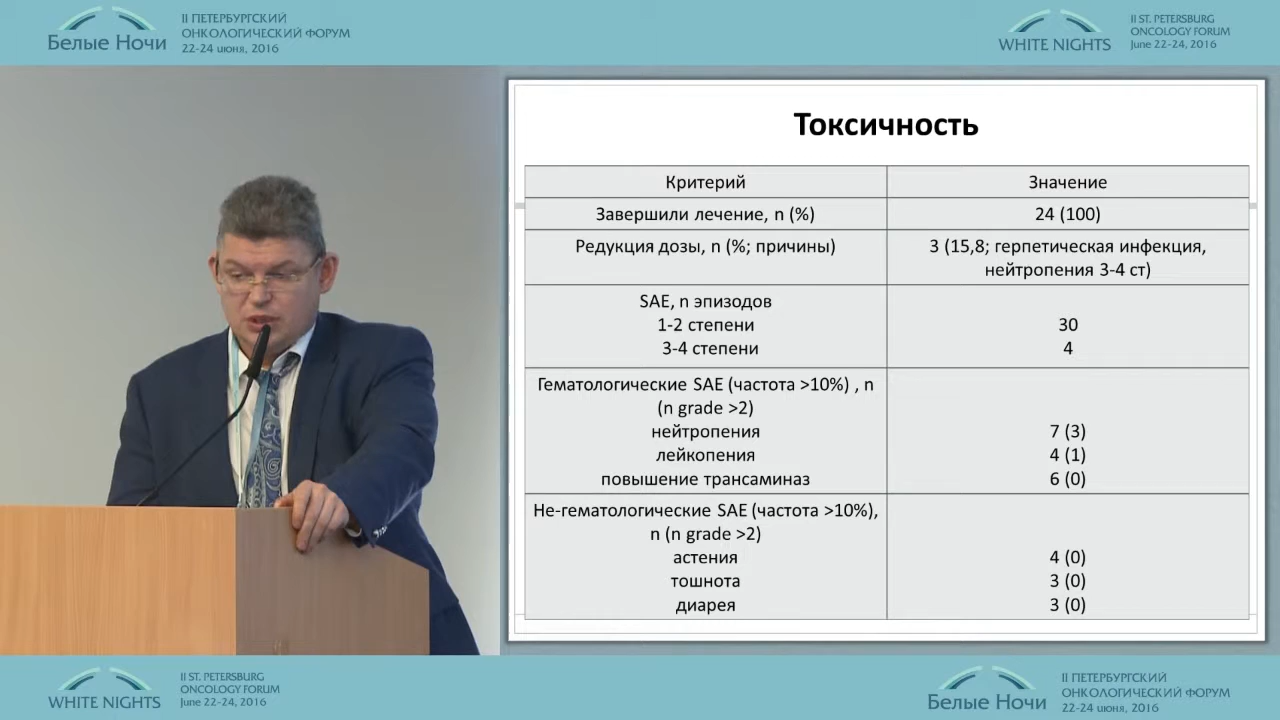 II ПЕТЕРБУРГСКИЙ
ОНКОЛОГИЧЕСКИЙ ФОРУМ
Белые Ночи
22-24 июня, 2016
II ST. PETERSBURG
ONCOLOGY FORUM
WHITE NIGHTS
June 22-24, 2016
Токсичность
Критерий
Значение
Завершили лечение, n (%)
24 (100)
Редукция дозы, n (%; причины)
3 (15,8; герпетическая инфекция,
нейтропения 3-4 ст)
SAE, n эпизодов
1-2 степени
30
3-4 степени
4
Гематологические SAE (частота >10%) , n
(n grade >2)
нейтропения
7 (3)
лейкопения
4 (1)
повышение трансаминаз
6 (0)
Не-гематологические SAE (частота >10%),
n (n grade >2)
астения
4 (0)
тошнота
3 (0)
диарея
3 (0)
II ST. PETERSBURG
ONCOLOGY FORUM
WHITE NIGHTS
June 22-24, 2016
II ПЕТЕРБУРГСКИЙ
ОНКОЛОГИЧЕСКИЙ ФОРУМ
Белые Ночи
22-24 июня, 2016